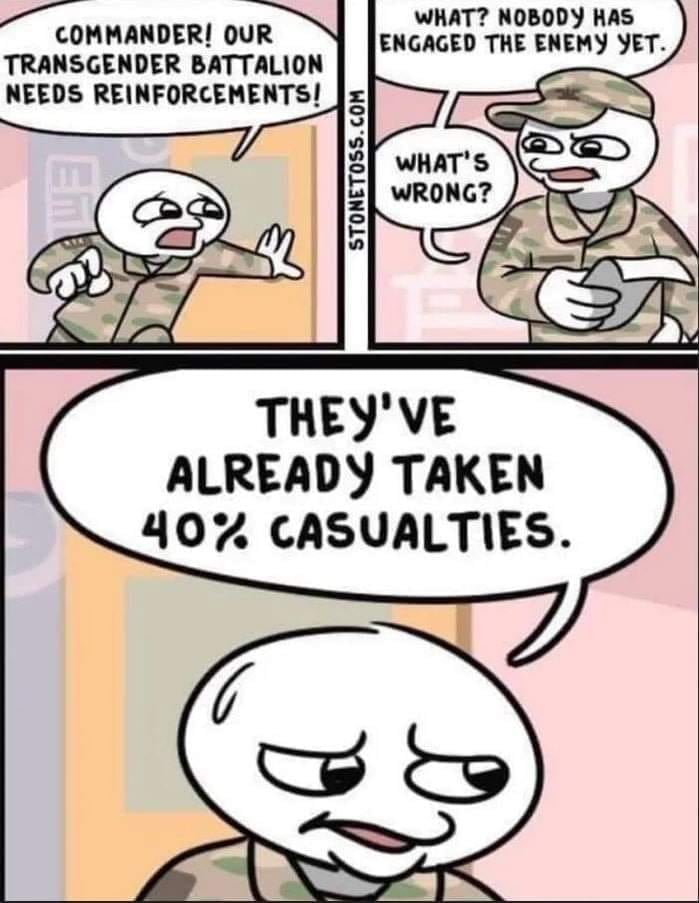 COMMANDER! OUR
TRANSGENDER BATTALION
NEEDS REINFORCEMENTS!
STONETOSS.COM
WHAT? NOBODY HAS
ENGAGED THE ENEMY YET.
WHAT'S
WRONG?
THEY'VE
ALREADY TAKEN
40% CASUALTIES.